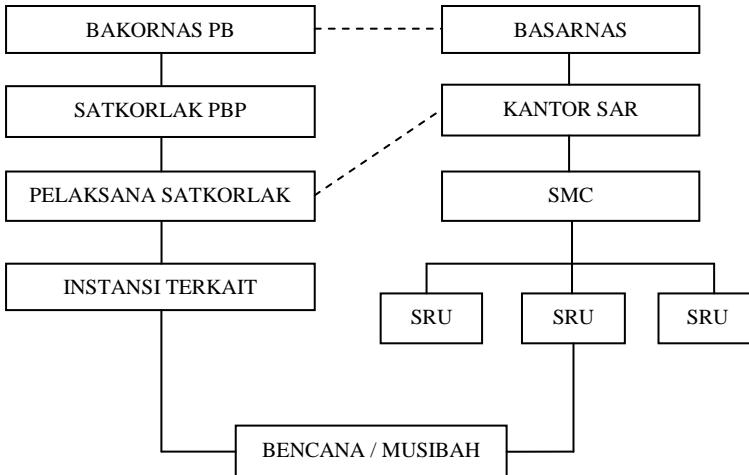 BAKORNAS PB
BASARNAS
SATKORLAK PBP
KANTOR SAR
PELAKSANA SATKORLAK
SMC
INSTANSI TERKAIT
SRU
SRU
SRU
BENCANA / MUSIBAH